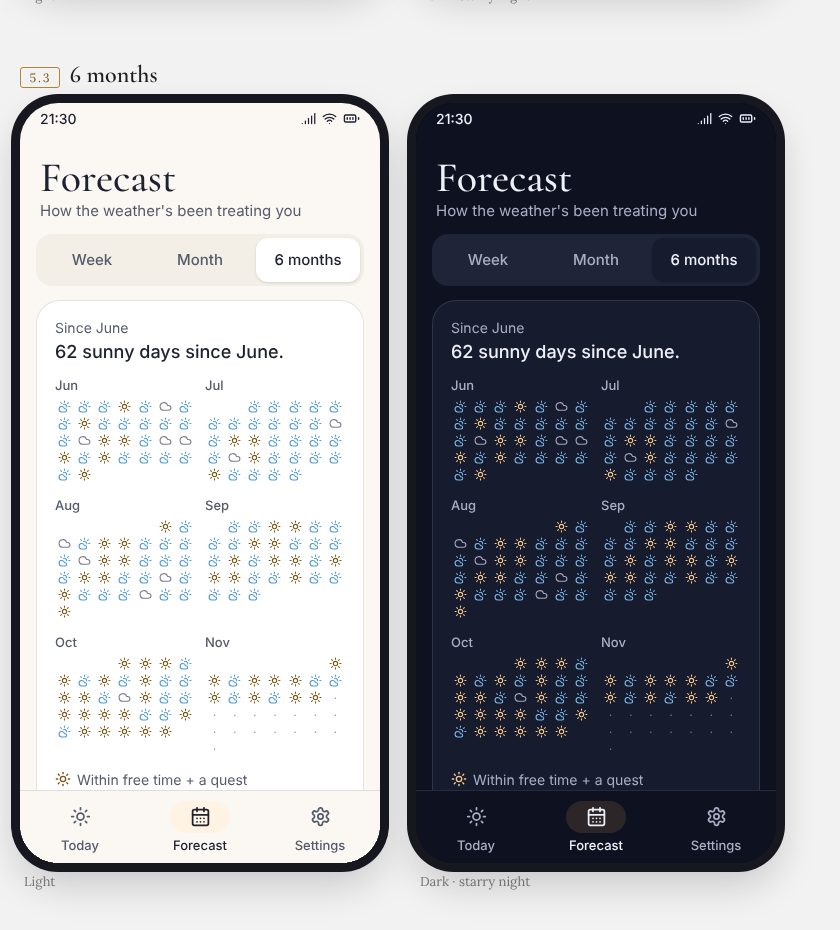 5.3 6 months
21:30
Forecast
How the weather's been treating you
Week Month 6 months
Since June
62 sunny days since June.
Jun Jul
Aug Sep
Oct Nov
Within free time + a quest
Today Forecast Settings
Light
21:30
Forecast
How the weather's been treating you
Week Month 6 months
Since June
62 sunny days since June.
Jun Jul
Aug Sep
Oct Nov
Within free time + a quest
Today Forecast Settings
Dark · starry night